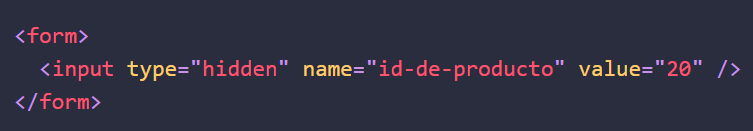 <form>
<input type="hidden" name="id-de-producto" value="20" />
</form>